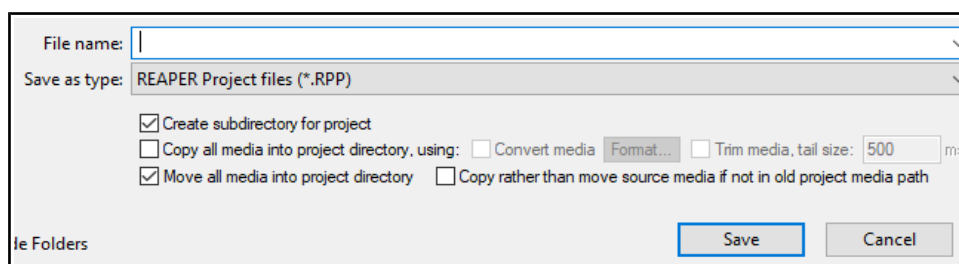 File name:
Save as type: REAPER Project files (*.RPP)
Create subdirectory for project
Copy all media into project directory, using: Convert media Format... Trim media, tail size: 500
Move all media into project directory Copy rather than move source media if not in old project media path
de Folders Save Cancel